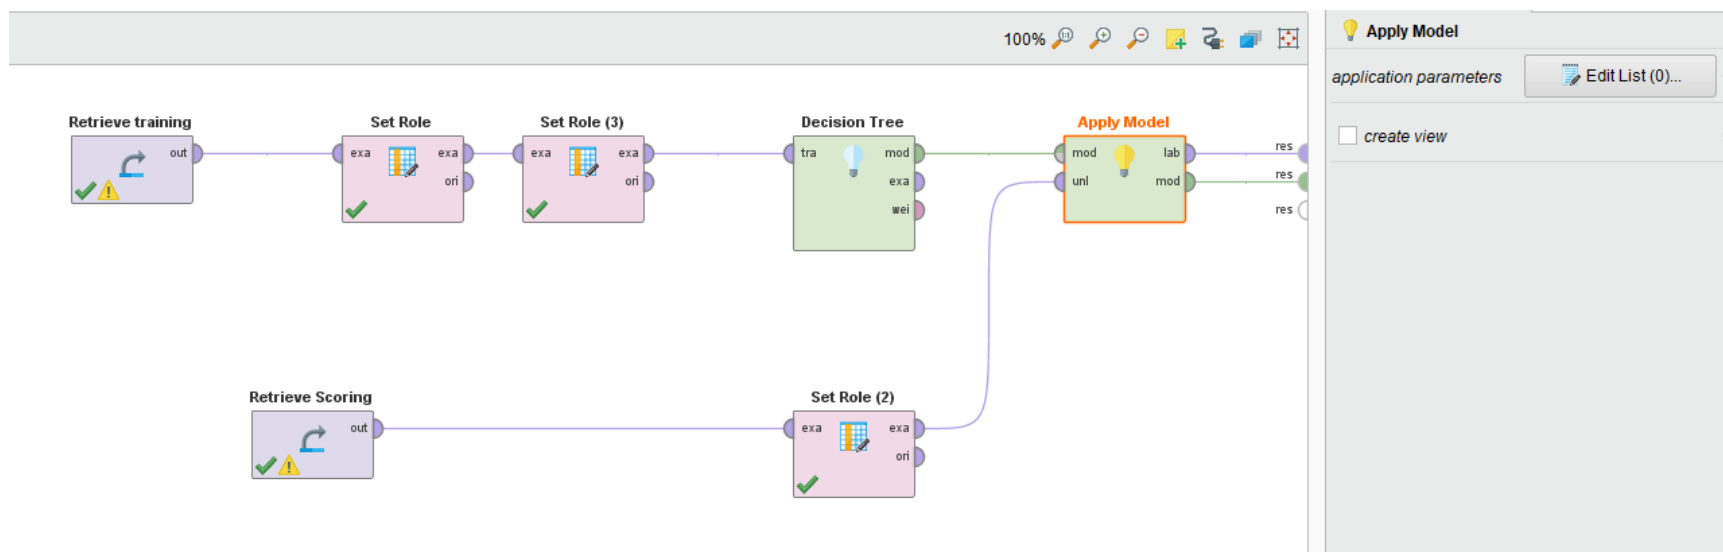 100%
Apply Model
application parameters
Edit List (0)...
create view
Retrieve training
out
Set Role
exa exa
ori
Set Role (3)
exa exa
ori
Decision Tree
tra mod
exa
wei
Apply Model
mod lab
unl mod
res
res
res
Retrieve Scoring
out
Set Role (2)
exa exa
ori